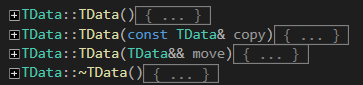 TData::TData(){ ... }
TData::TData(const TData& copy){ ... }
TData::TData(TData&& move){ ... }
TData::~TData(){ ... }